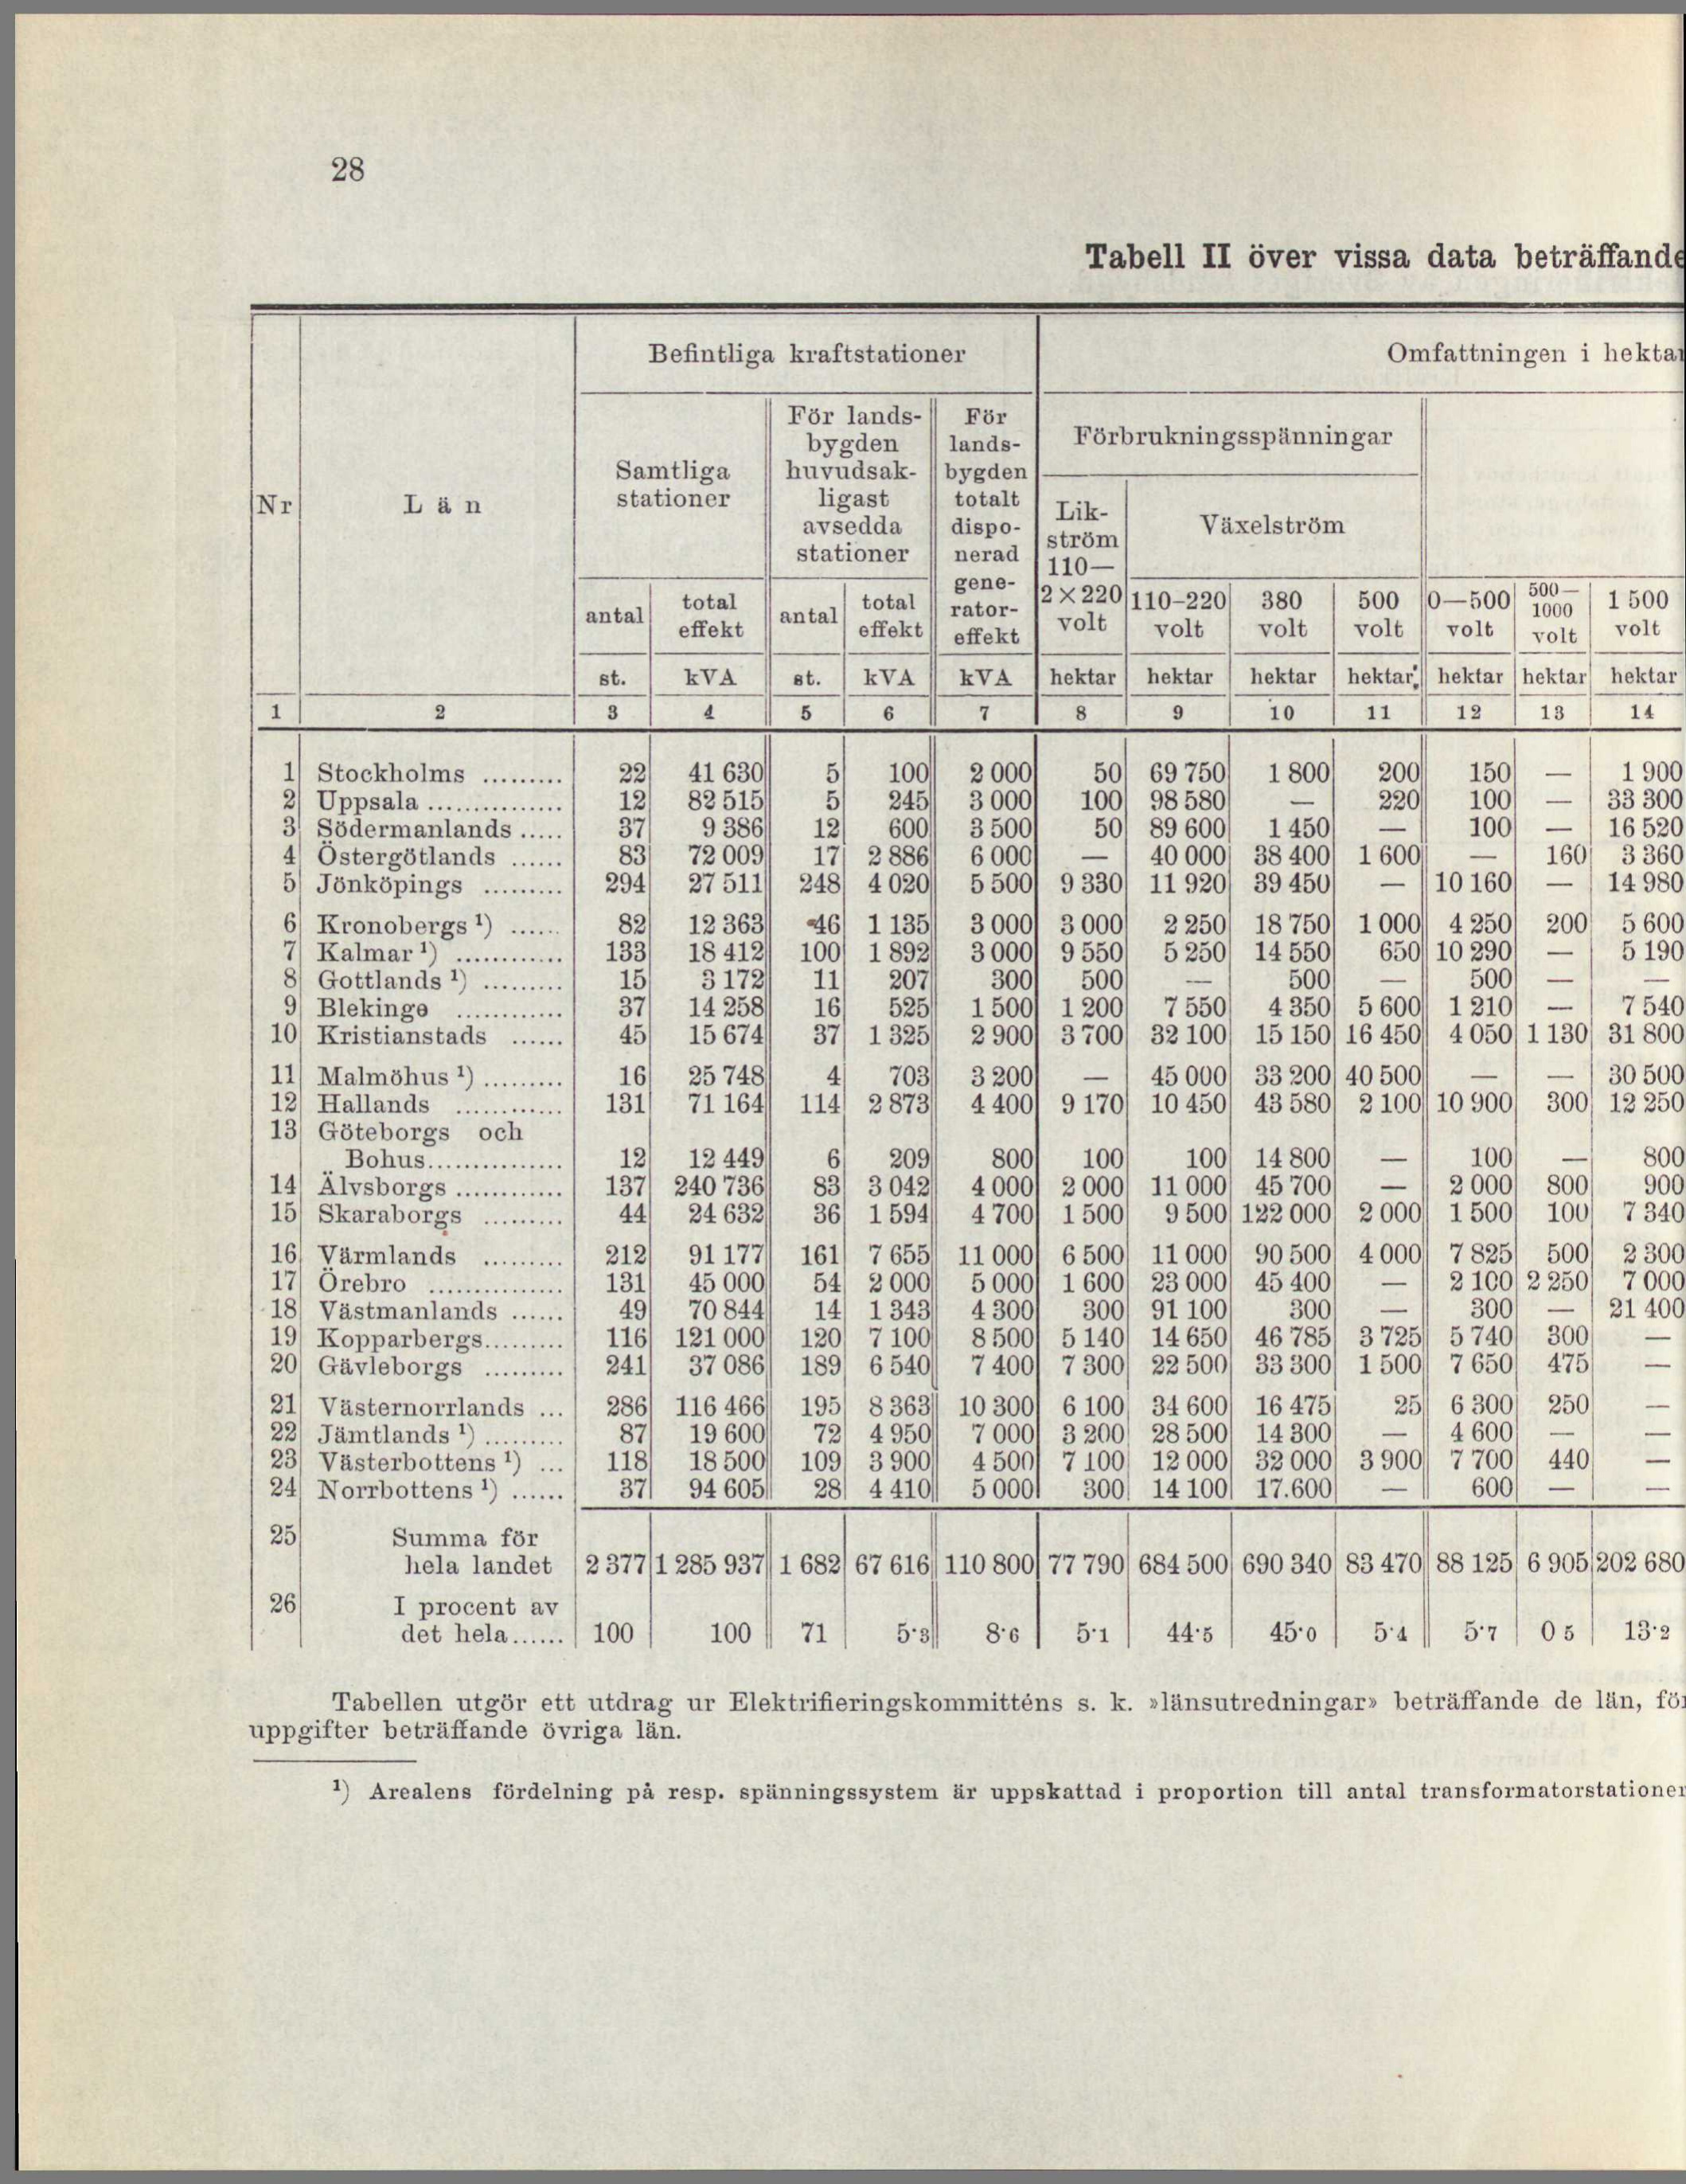 28
Tabell II över vissa data beträffande
Befintliga kraftstationer Omfattningen i hektar
För lands- För
bygden lands- Förbrukningsspänningar
Samtliga huvudsak- bygden
Nr Län stationer ligast totalt Lik-
avsedda dispo- ström Växelström
stationer nerad 110—
gene- 2×220 110–220 380 500 0—500 500— 1 500
antal total antal total rator- volt volt volt volt volt 1000 volt
effekt effekt effekt volt
st. kVA st. kVA kVA hektar hektar hektar hektar hektar hektar hektar
1 2 3 4 5 6 7 8 9 10 11 12 13 14
1 Stockholms ......... 22 41 630 5 100 2 000 50 69 750 1 800 200 150 — 1 900
2 Uppsala ............... 12 82 515 5 245 3 000 100 98 580 — 220 100 — 33 300
3 Södermanlands ..... 37 9 386 12 600 3 500 50 89 600 1 450 — 100 — 16 520
4 Östergötlands ...... 83 72 009 17 2 886 6 000 — 40 000 38 400 1 600 — 160 3 360
5 Jönköpings ......... 294 27 511 248 4 020 5 500 9 330 11 920 39 450 — 10 160 — 14 980
6 Kronobergs ¹) ...... 82 12 363 46 1 135 3 000 3 000 2 250 18 750 1 000 4 250 200 5 600
7 Kalmar ¹) ............ 133 18 412 100 1 892 3 000 9 550 5 250 14 550 650 10 290 — 5 190
8 Gottlands ¹) ......... 15 3 172 11 207 300 500 — 500 — 500 — —
9 Blekinge ............ 37 14 258 16 525 1 500 1 200 7 550 4 350 5 600 1 210 — 7 540
10 Kristianstads ...... 45 15 674 37 1 325 2 900 3 700 32 100 15 150 16 450 4 050 1 130 31 800
11 Malmöhus ¹) ......... 16 25 748 4 703 3 200 — 45 000 33 200 40 500 — — 30 500
12 Hallands ............ 131 71 164 114 2 873 4 400 9 170 10 450 43 580 2 100 10 900 300 12 250
13 Göteborgs och
Bohus............... 12 12 449 6 209 800 100 100 14 800 — 100 — 800
14 Älvsborgs ............ 137 240 736 83 3 042 4 000 2 000 11 000 45 700 — 2 000 800 900
15 Skaraborgs ......... 44 24 632 36 1 594 4 700 1 500 9 500 122 000 2 000 1 500 100 7 340
16 Värmlands ......... 212 91 177 161 7 655 11 000 6 500 11 000 90 500 4 000 7 825 500 2 300
17 Örebro ............... 131 45 000 54 2 000 5 000 1 600 23 000 45 400 — 2 100 2 250 7 000
18 Västmanlands ...... 49 70 844 14 1 343 4 300 300 91 100 300 — 300 — 21 400
19 Kopparbergs......... 116 121 000 120 7 100 8 500 5 140 14 650 46 785 3 725 5 740 300 —
20 Gävleborgs ......... 241 37 086 189 6 540 7 400 7 300 22 500 33 300 1 500 7 650 475 —
21 Västernorrlands ... 286 116 466 195 8 363 10 300 6 100 34 600 16 475 25 6 300 250 —
22 Jämtlands ¹) ......... 87 19 600 72 4 950 7 000 3 200 28 500 14 300 — 4 600 — —
23 Västerbottens ¹) ... 118 18 500 109 3 900 4 500 7 100 12 000 32 000 3 900 7 700 440 —
24 Norrbottens ¹) ...... 37 94 605 28 4 410 5 000 300 14 100 17.600 — 600 — —
25 Summa för
hela landet 2 377 1 285 937 1 682 67 616 110 800 77 790 684 500 690 340 83 470 88 125 6 905 202 680
26 I procent av
det hela...... 100 100 71 5·3 8·6 5·1 44·5 45·0 5·4 5·7 0 5 13·2
Tabellen utgör ett utdrag ur Elektrifieringskommitténs s. k. »länsutredningar» beträffande de län, för
uppgifter beträffande övriga län.
¹) Arealens fördelning på resp. spänningssystem är uppskattad i proportion till antal transformatorstationer